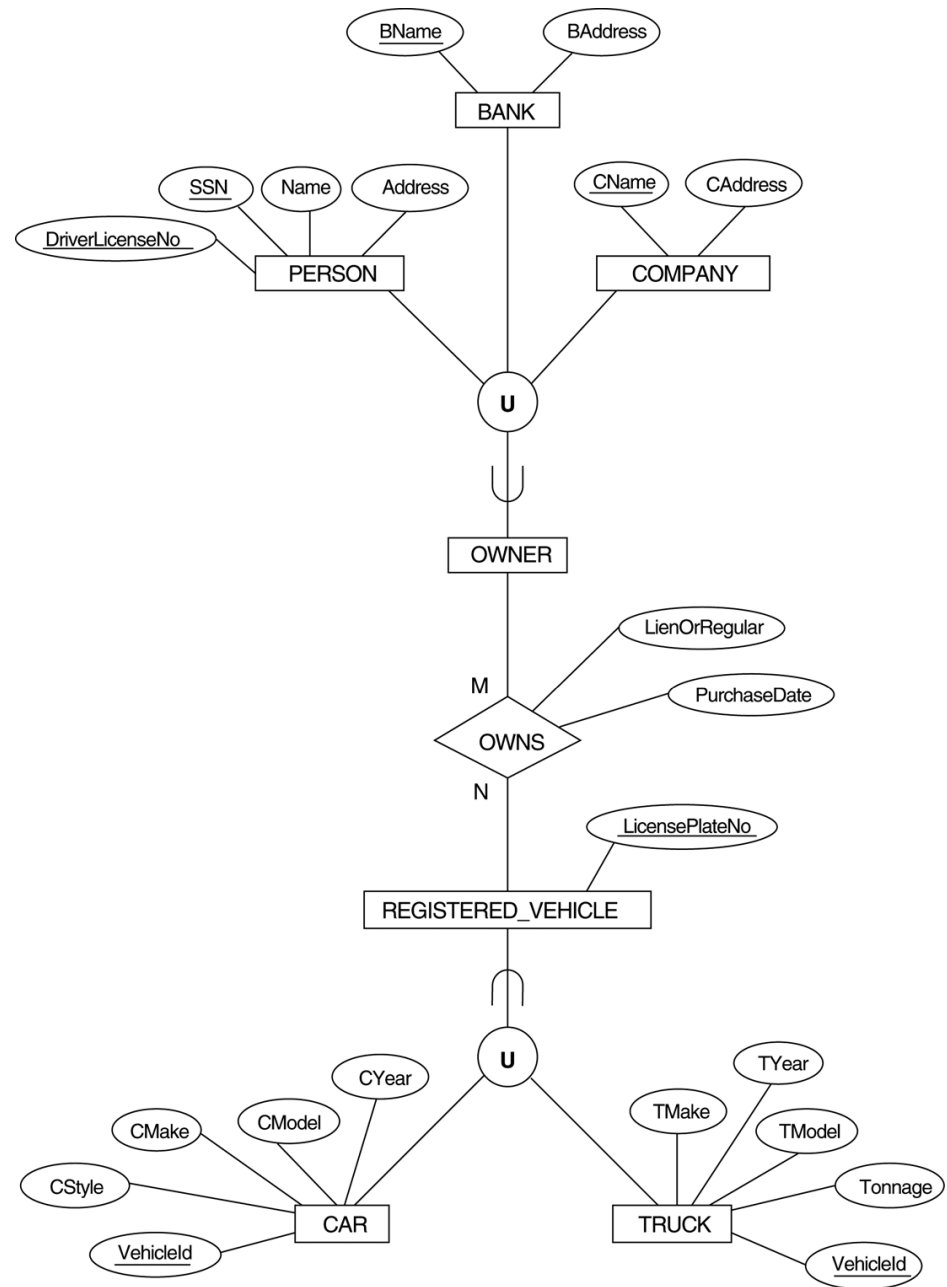 BName
BAddress
BANK
SSN
Name
Address
CName
CAddress
DriverLicenseNo
PERSON
COMPANY
U
OWNER
LienOrRegular
M
PurchaseDate
OWNS
N
LicensePlateNo
REGISTERED_VEHICLE
U
CYear
TYear
CModel
TMake
CMake
TModel
CStyle
Tonnage
CAR
TRUCK
VehicleId
VehicleId